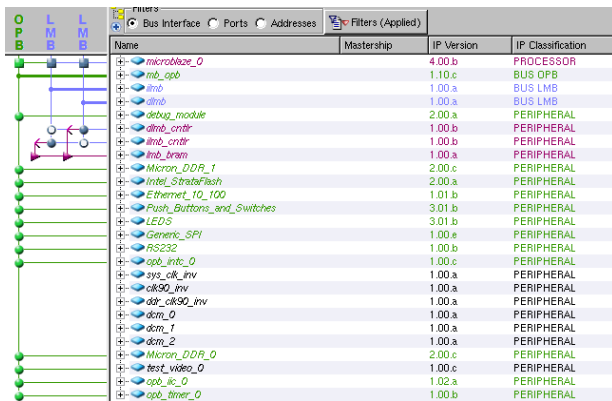 Filters
Bus Interface Ports Addresses Filters (Applied)
O L L
P M M
B B B
Name Mastership IP Version IP Classification
microblaze_0 4.00.b PROCESSOR
mb_opb 1.10.c BUS OPB
ilmb 1.00.a BUS LMB
dlmb 1.00.a BUS LMB
debug_module 2.00.a PERIPHERAL
dlmb_cntlr 1.00.b PERIPHERAL
ilmb_cntlr 1.00.b PERIPHERAL
lmb_bram 1.00.a PERIPHERAL
Micron_DDR_1 2.00.c PERIPHERAL
Intel_StrataFlash 2.00.a PERIPHERAL
Ethernet_10_100 1.01.b PERIPHERAL
Push_Buttons_and_Switches 3.01.b PERIPHERAL
LEDS 3.01.b PERIPHERAL
Generic_SPI 1.00.e PERIPHERAL
RS232 1.00.b PERIPHERAL
opb_intc_0 1.00.c PERIPHERAL
sys_clk_inv 1.00.a PERIPHERAL
clk90_inv 1.00.a PERIPHERAL
ddr_clk90_inv 1.00.a PERIPHERAL
dcm_0 1.00.a PERIPHERAL
dcm_1 1.00.a PERIPHERAL
dcm_2 1.00.a PERIPHERAL
Micron_DDR_0 2.00.c PERIPHERAL
test_video_0 1.00.c PERIPHERAL
opb_iic_0 1.02.a PERIPHERAL
opb_timer_0 1.00.b PERIPHERAL